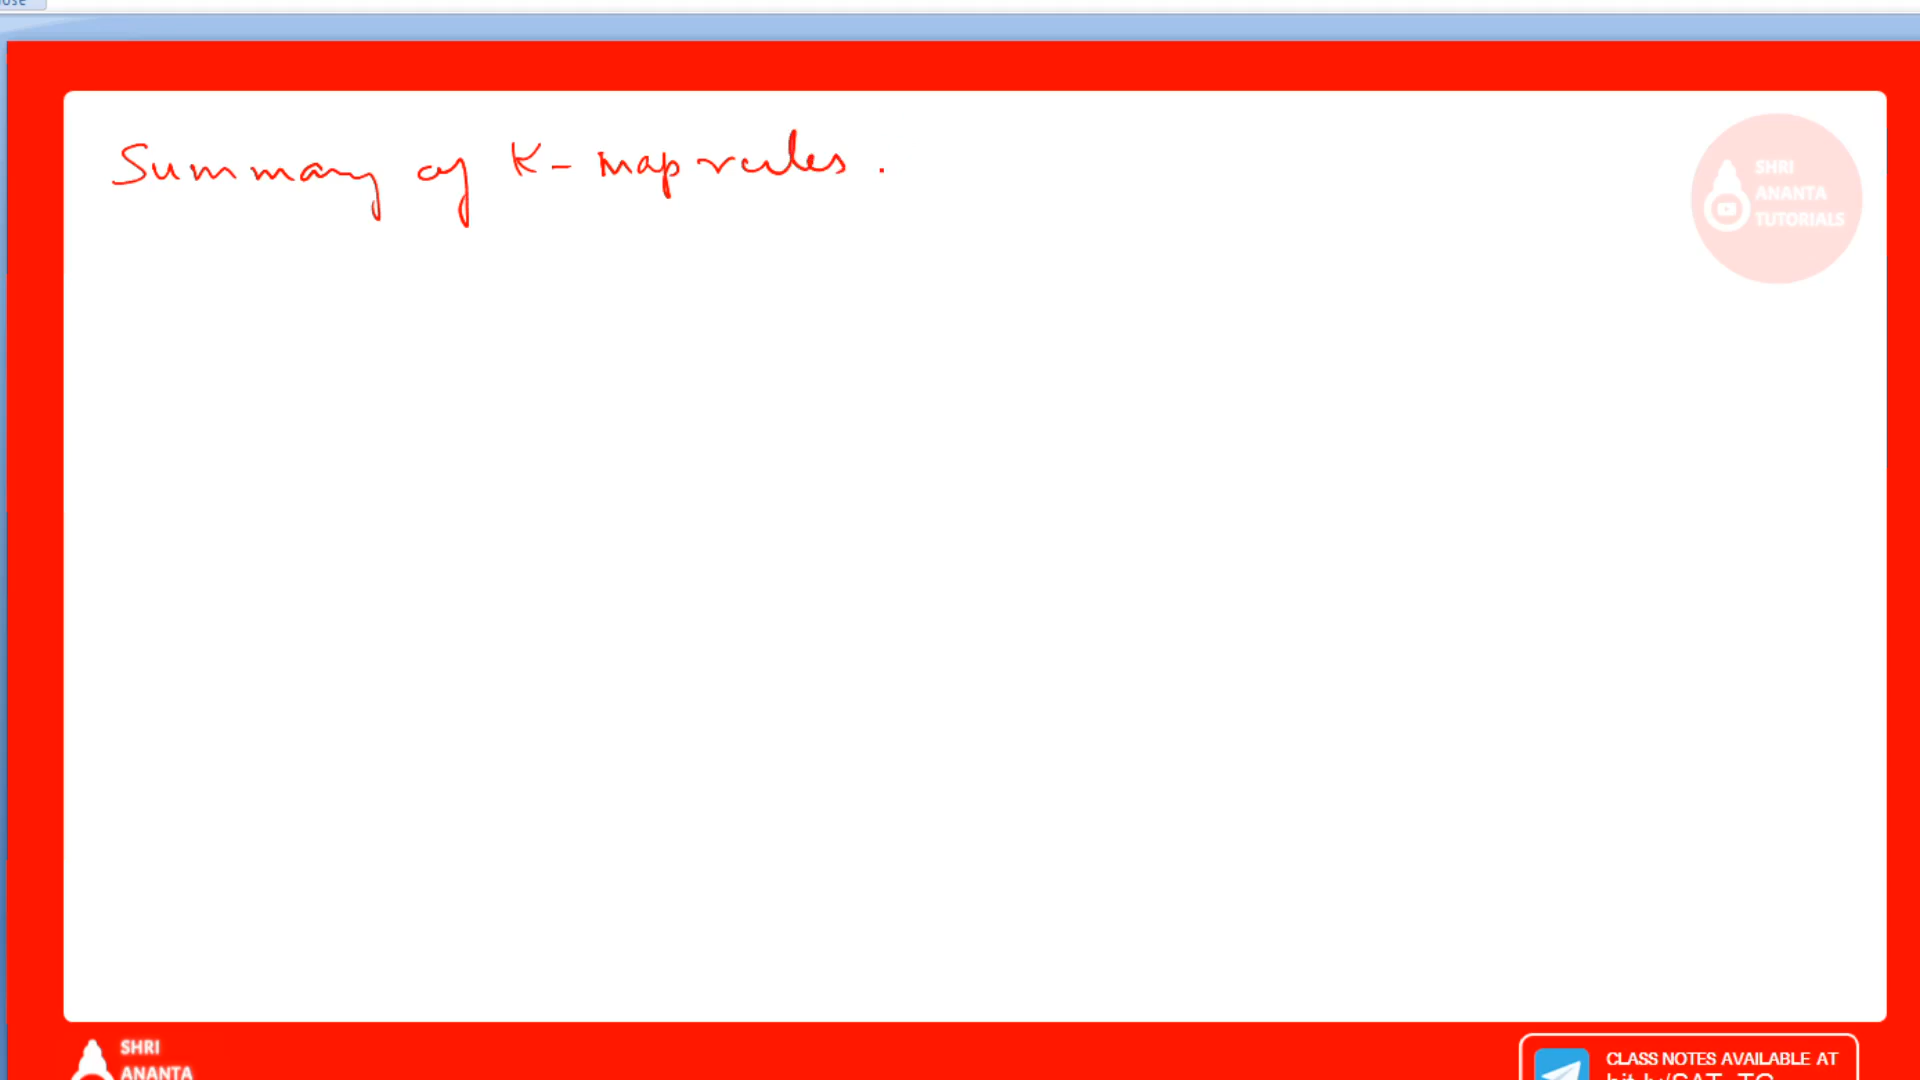 Summary of K-map rules.
SHRI
ANANTA
TUTORIALS
SHRI
ANANTA
CLASS NOTES AVAILABLE AT